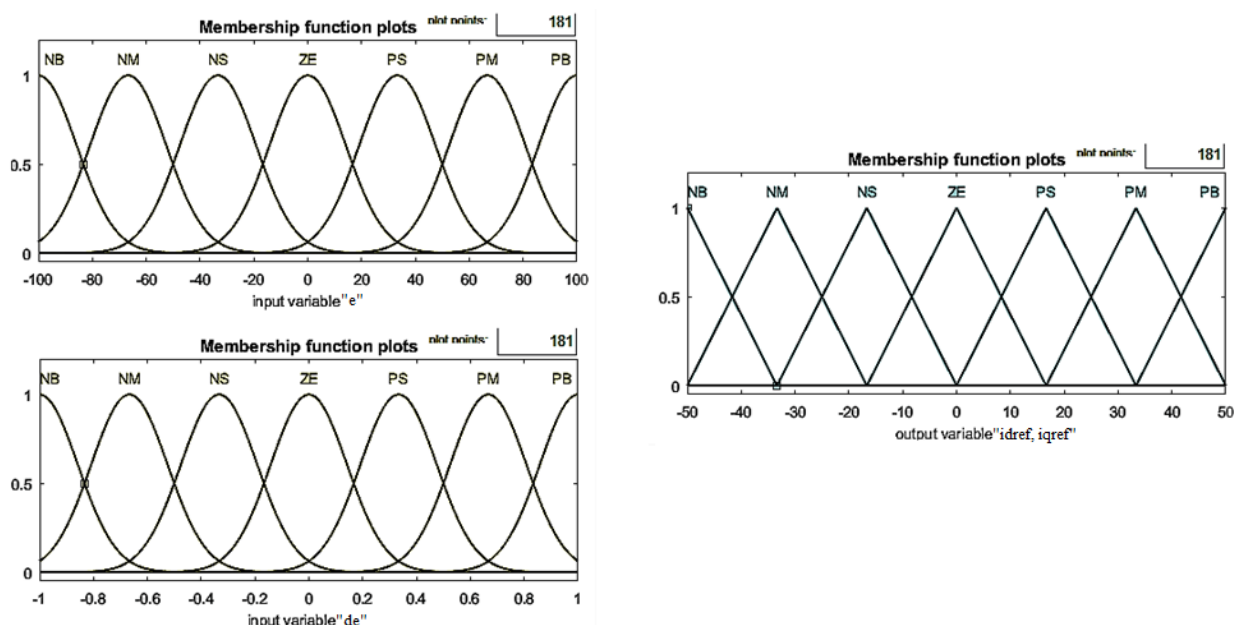 Membership function plots plot points: 181
NB NM NS ZE PS PM PB
1
0.5
0
-100 -80 -60 -40 -20 0 20 40 60 80 100
input variable"e"
Membership function plots plot points: 181
NB NM NS ZE PS PM PB
1
0.5
0
-1 -0.8 -0.6 -0.4 -0.2 0 0.2 0.4 0.6 0.8 1
input variable"de"
Membership function plots plot points: 181
NB NM NS ZE PS PM PB
1
0.5
0
-50 -40 -30 -20 -10 0 10 20 30 40 50
output variable"idref, iqref"